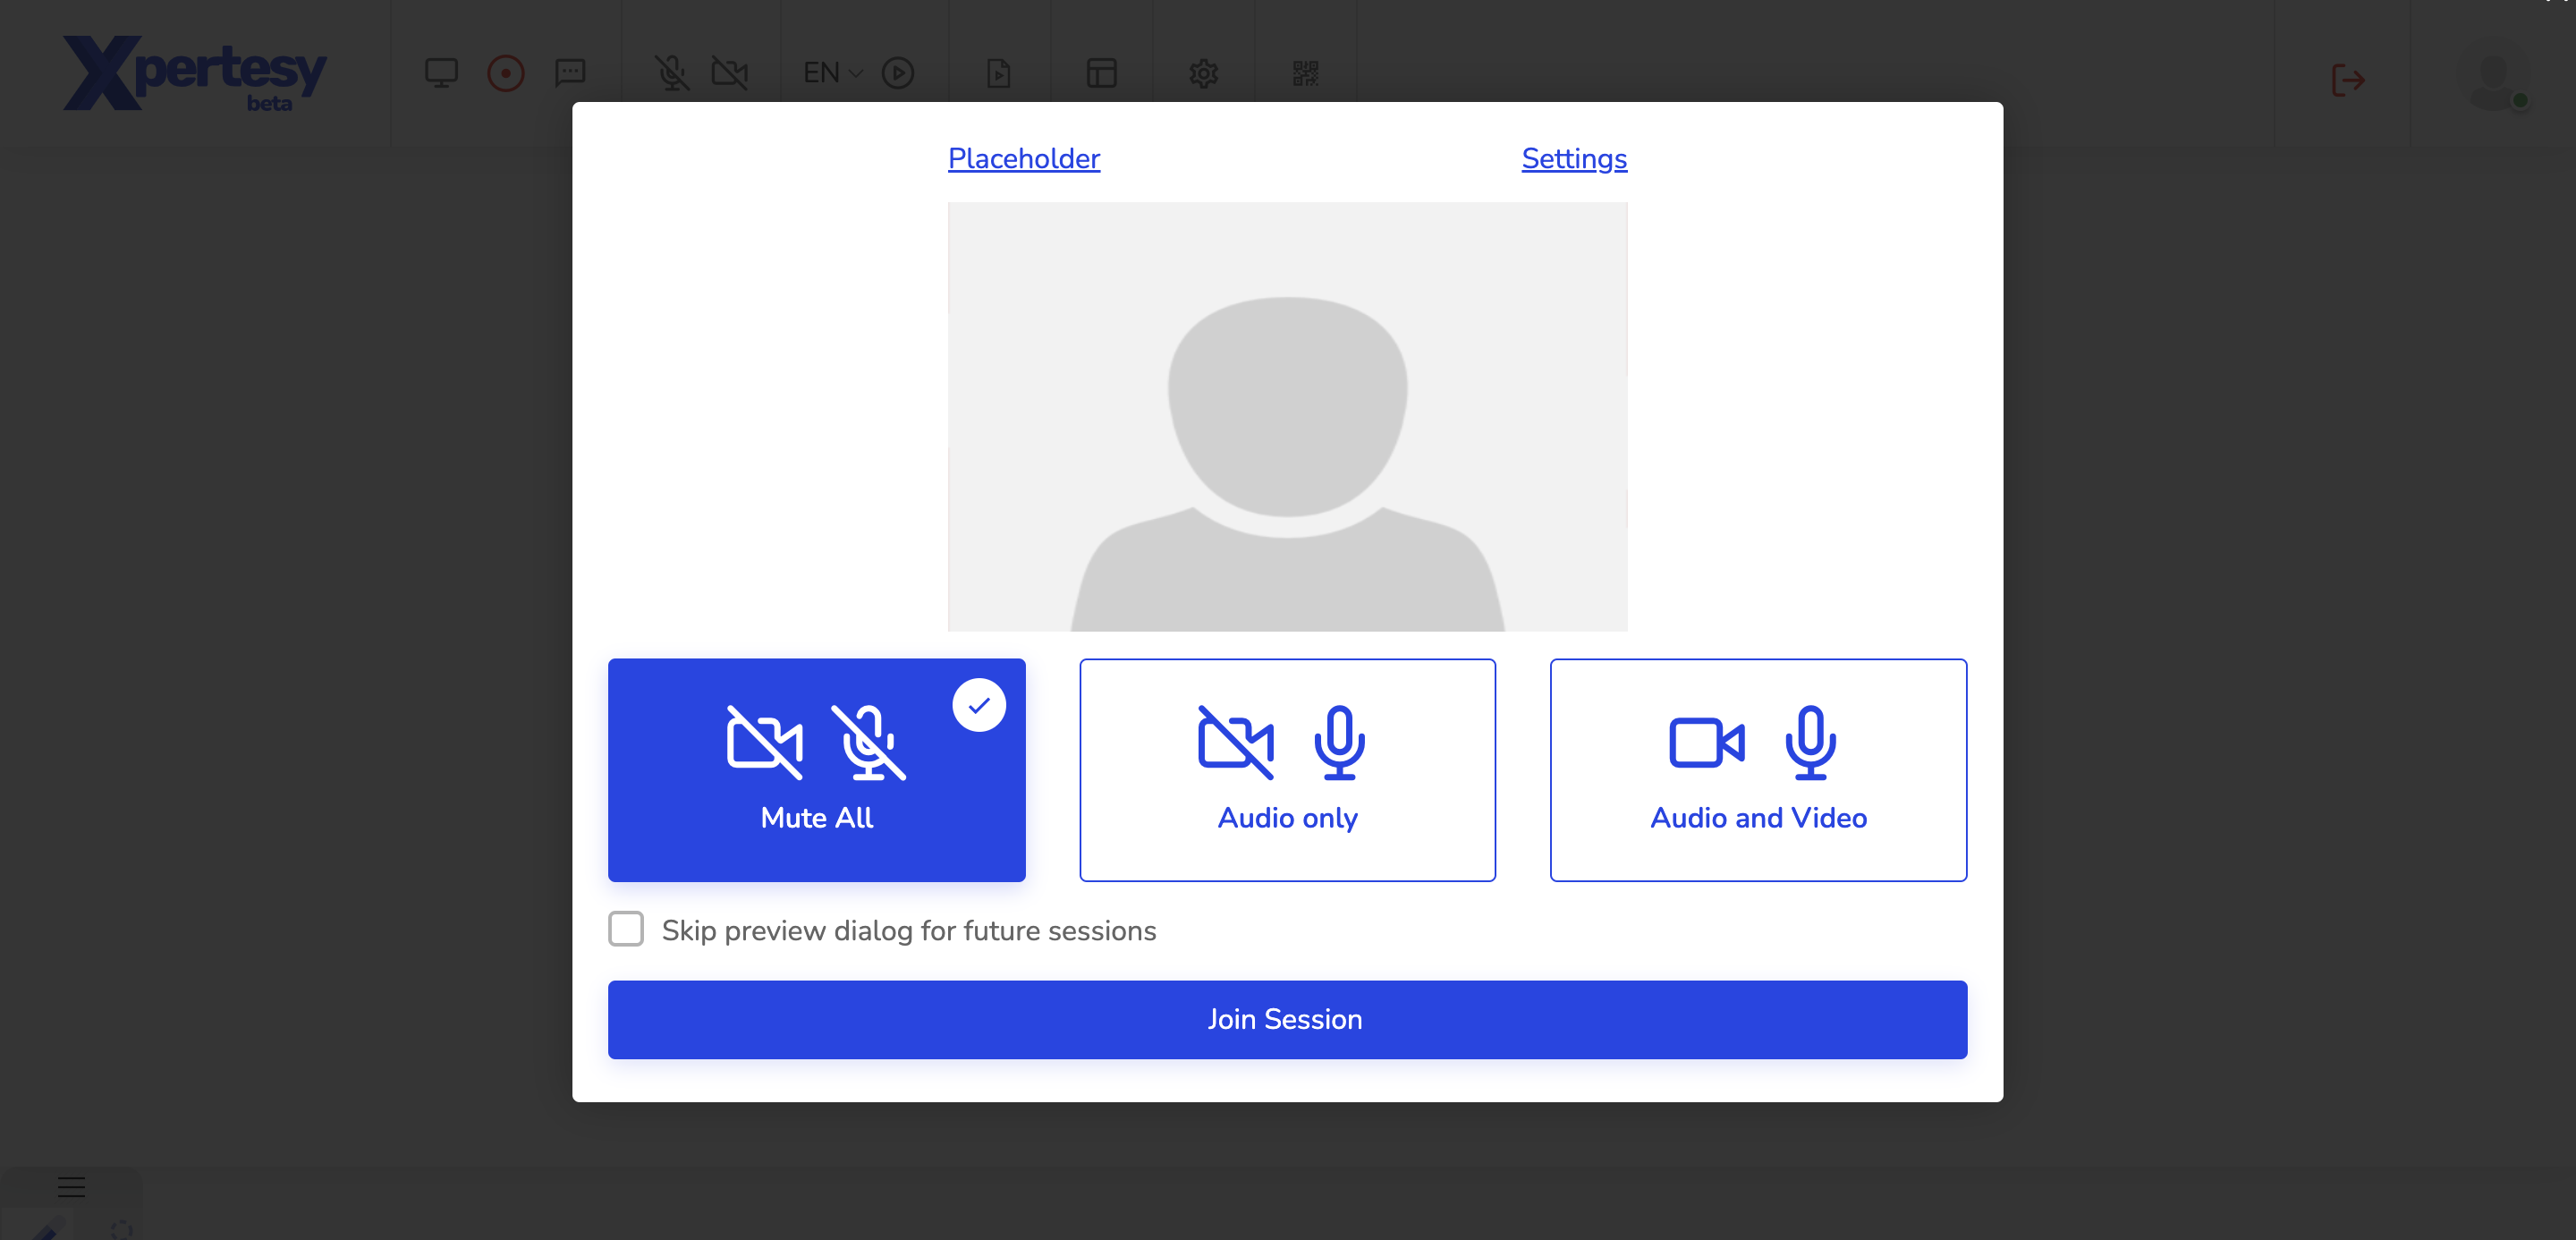 Xpertesy
beta
EN
Placeholder
Settings
Mute All
Audio only
Audio and Video
Skip preview dialog for future sessions
Join Session